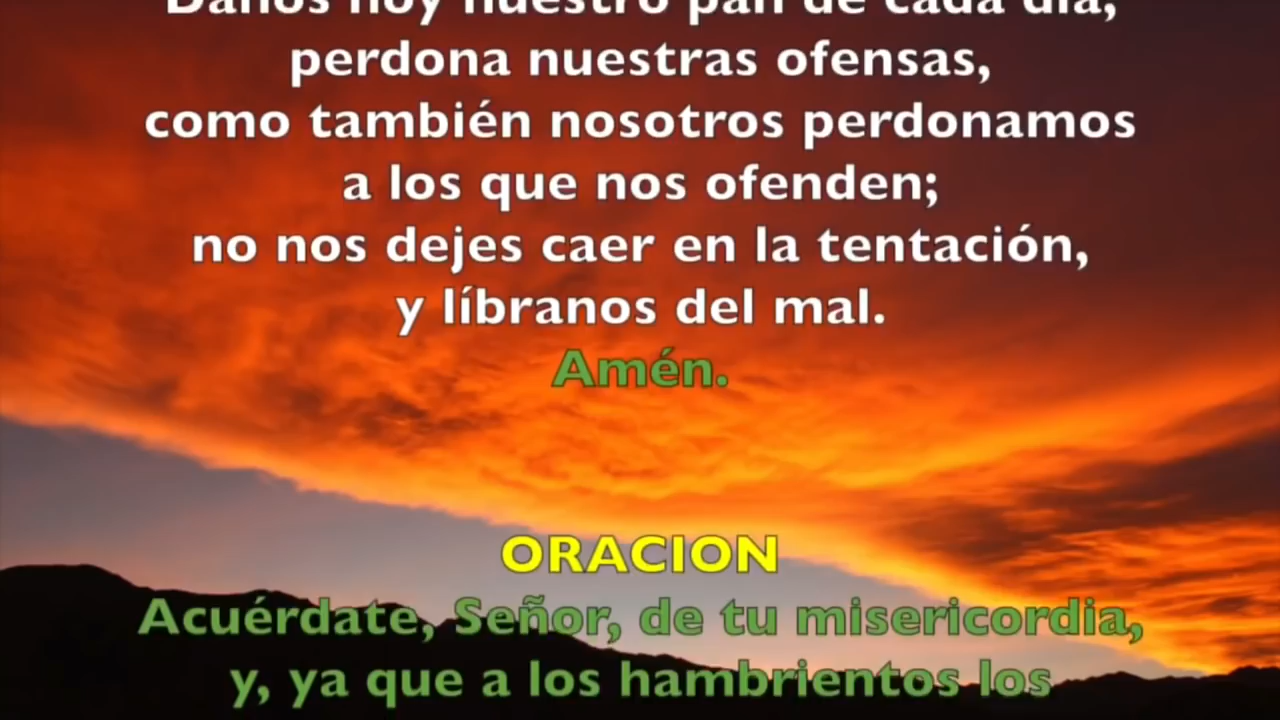 Danos hoy nuestro pan de cada día,
perdona nuestras ofensas,
como también nosotros perdonamos
a los que nos ofenden;
no nos dejes caer en la tentación,
y líbranos del mal.
Amén.
ORACION
Acuérdate, Señor, de tu misericordia,
y, ya que a los hambrientos los